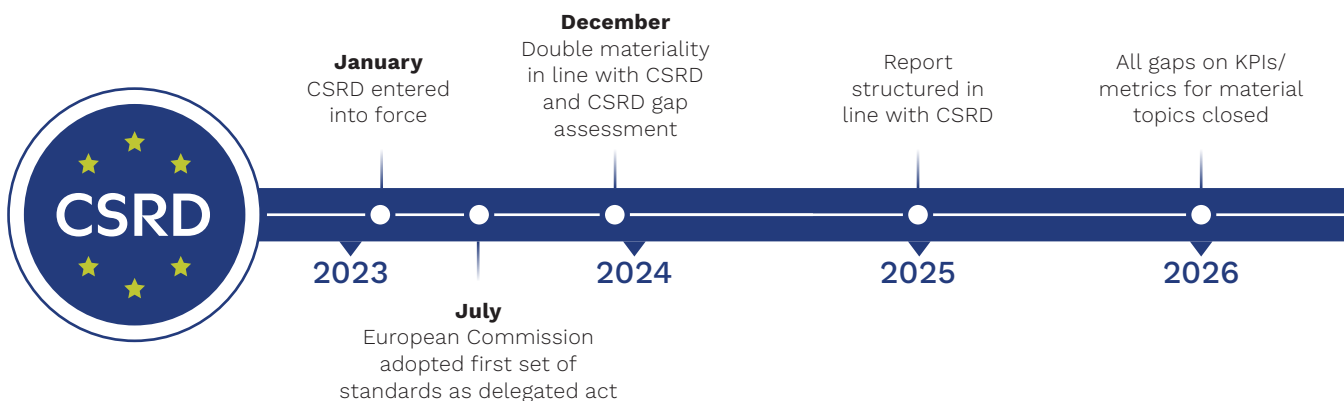 CSRD
January
CSRD entered
into force
December
Double materiality
in line with CSRD
and CSRD gap
assessment
Report
structured in
line with CSRD
All gaps on KPIs/
metrics for material
topics closed
2023
2024
2025
2026
July
European Commission
adopted first set of
standards as delegated act